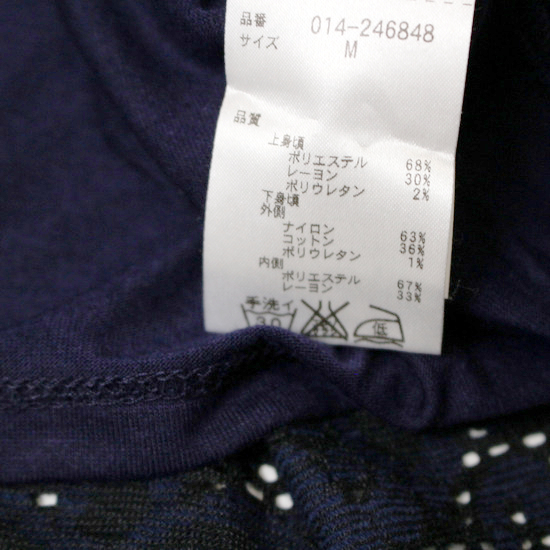 品番 014-246848
サイズ M
品質
上身頃
ポリエステル 68%
レーヨン 30%
ポリウレタン 2%
下身頃
外側
ナイロン 63%
コットン 36%
ポリウレタン 1%
内側
ポリエステル 67%
レーヨン 33%
手洗イ
30
低